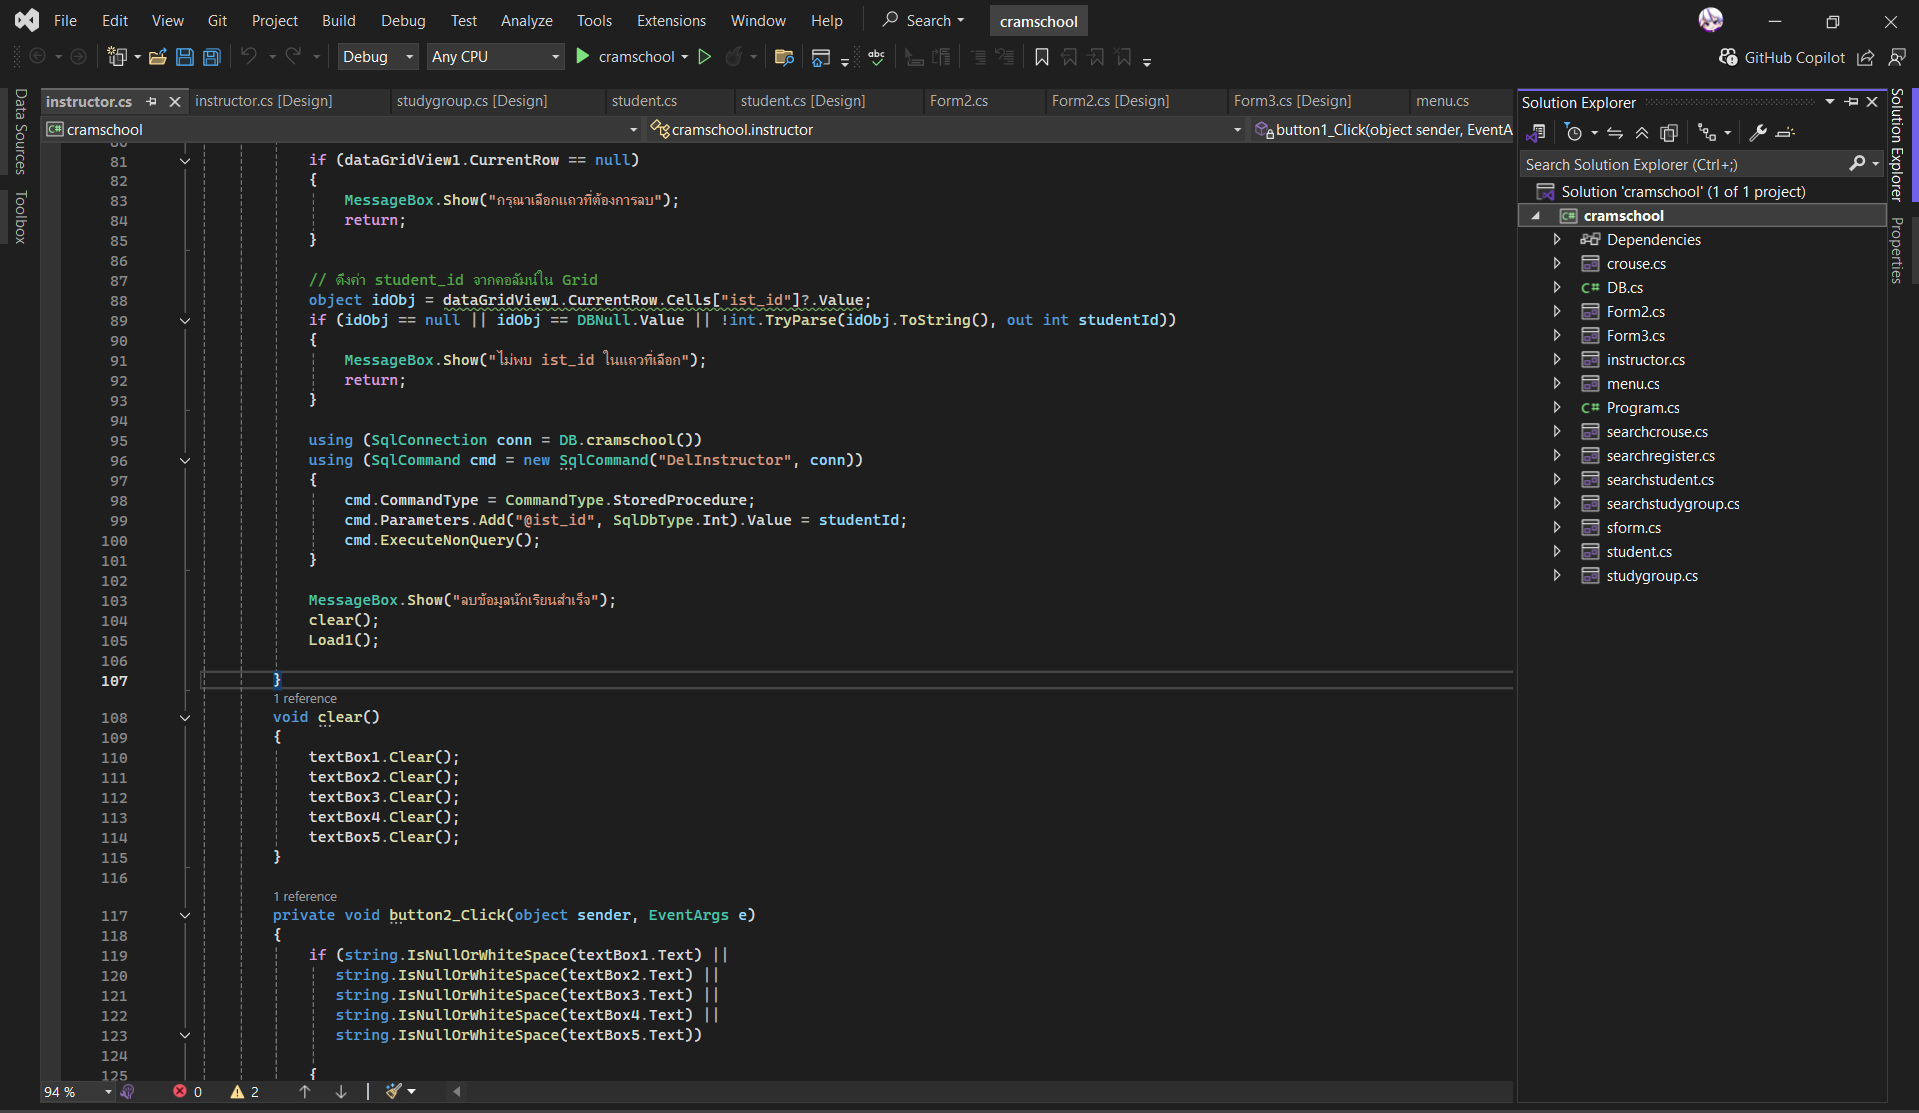 File Edit View Git Project Build Debug Test Analyze Tools Extensions Window Help Search cramschool
Debug Any CPU cramschool GitHub Copilot
instructor.cs instructor.cs [Design] studygroup.cs [Design] student.cs student.cs [Design] Form2.cs Form2.cs [Design] Form3.cs [Design] menu.cs
C# cramschool cramschool.instructor button1_Click(object sender, EventA
Data Sources
Toolbox
81 if (dataGridView1.CurrentRow == null)
82 {
83 MessageBox.Show("กรุณาเลือกแถวที่ต้องการลบ");
84 return;
85 }
86
87 // ดึงค่า student_id จากคอลัมน์ใน Grid
88 object idObj = dataGridView1.CurrentRow.Cells["ist_id"]?.Value;
89 if (idObj == null || idObj == DBNull.Value || !int.TryParse(idObj.ToString(), out int studentId))
90 {
91 MessageBox.Show("ไม่พบ ist_id ในแถวที่เลือก");
92 return;
93 }
94
95 using (SqlConnection conn = DB.cramschool())
96 using (SqlCommand cmd = new SqlCommand("DelInstructor", conn))
97 {
98 cmd.CommandType = CommandType.StoredProcedure;
99 cmd.Parameters.Add("@ist_id", SqlDbType.Int).Value = studentId;
100 cmd.ExecuteNonQuery();
101 }
102
103 MessageBox.Show("ลบข้อมูลนักเรียนสำเร็จ");
104 clear();
105 Load1();
106
107 }
1 reference
108 void clear()
109 {
110 textBox1.Clear();
111 textBox2.Clear();
112 textBox3.Clear();
113 textBox4.Clear();
114 textBox5.Clear();
115 }
116
1 reference
117 private void button2_Click(object sender, EventArgs e)
118 {
119 if (string.IsNullOrWhiteSpace(textBox1.Text) ||
120 string.IsNullOrWhiteSpace(textBox2.Text) ||
121 string.IsNullOrWhiteSpace(textBox3.Text) ||
122 string.IsNullOrWhiteSpace(textBox4.Text) ||
123 string.IsNullOrWhiteSpace(textBox5.Text))
124
125 {
94 % 0 2
Solution Explorer
Search Solution Explorer (Ctrl+;)
Solution 'cramschool' (1 of 1 project)
C# cramschool
Dependencies
crouse.cs
C# DB.cs
Form2.cs
Form3.cs
instructor.cs
menu.cs
C# Program.cs
searchcrouse.cs
searchregister.cs
searchstudent.cs
searchstudygroup.cs
sform.cs
student.cs
studygroup.cs
Solution Explorer
Properties